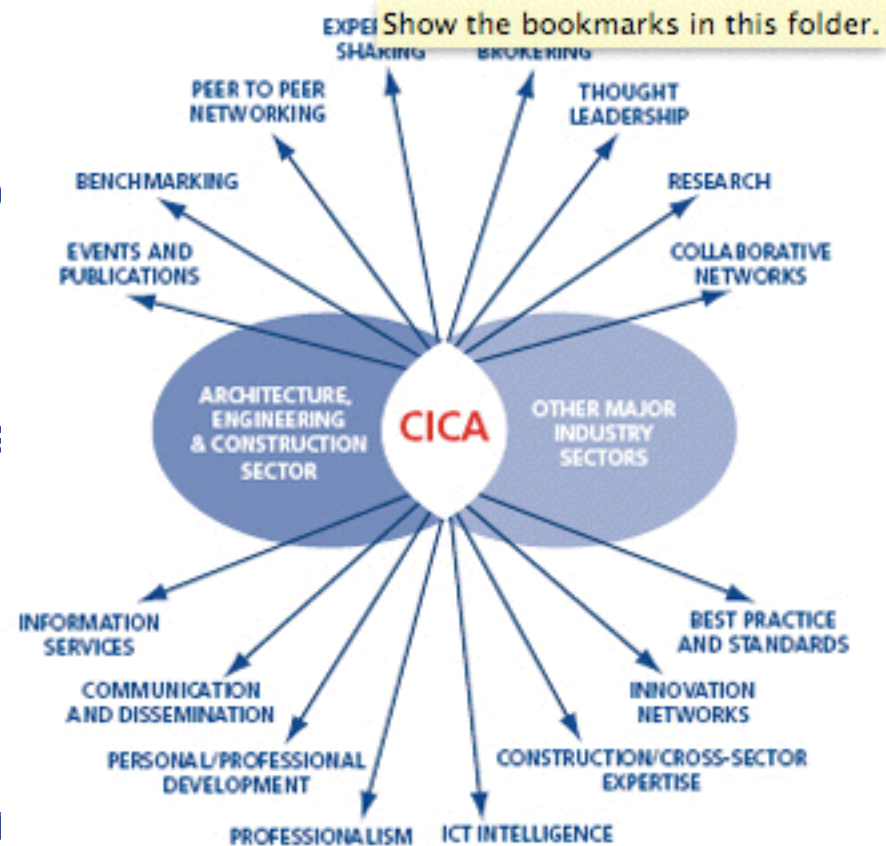 Show the bookmarks in this folder.
SHARING
BROKERING
PEER TO PEER
NETWORKING
THOUGHT
LEADERSHIP
BENCHMARKING
RESEARCH
EVENTS AND
PUBLICATIONS
COLLABORATIVE
NETWORKS
ARCHITECTURE,
ENGINEERING
& CONSTRUCTION
SECTOR
CICA
OTHER MAJOR
INDUSTRY
SECTORS
INFORMATION
SERVICES
BEST PRACTICE
AND STANDARDS
COMMUNICATION
AND DISSEMINATION
INNOVATION
NETWORKS
PERSONAL/PROFESSIONAL
DEVELOPMENT
CONSTRUCTION/CROSS-SECTOR
EXPERTISE
PROFESSIONALISM
ICT INTELLIGENCE